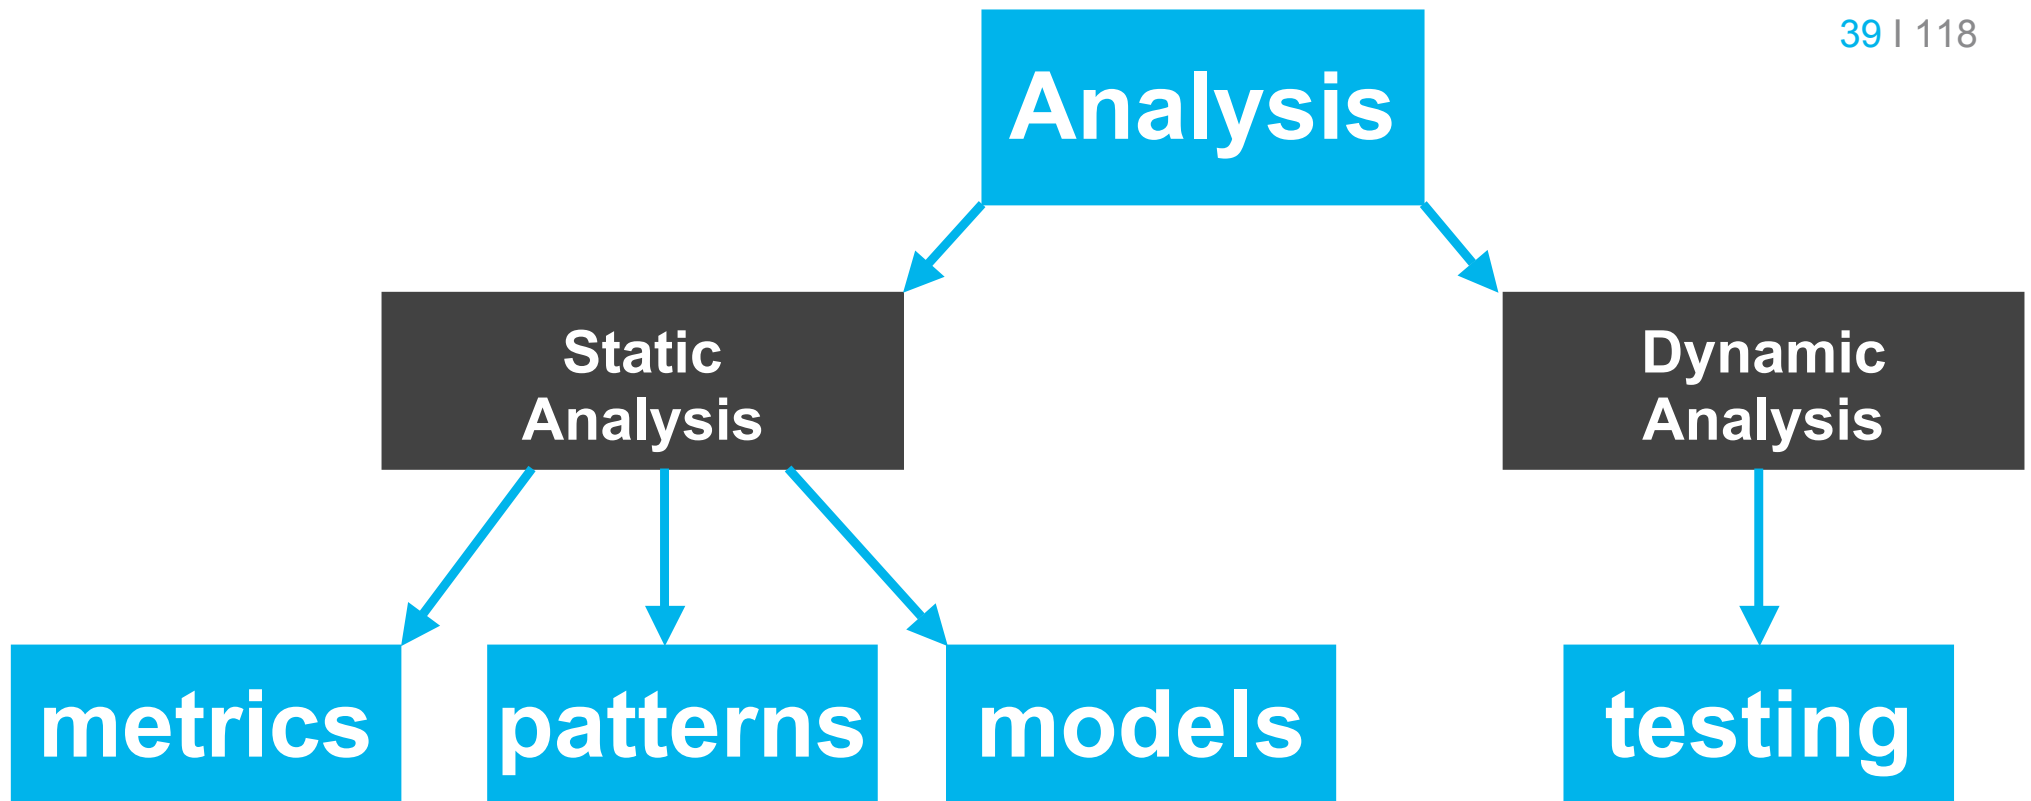 39 | 118
Analysis
Static
Analysis
Dynamic
Analysis
metrics
patterns
models
testing